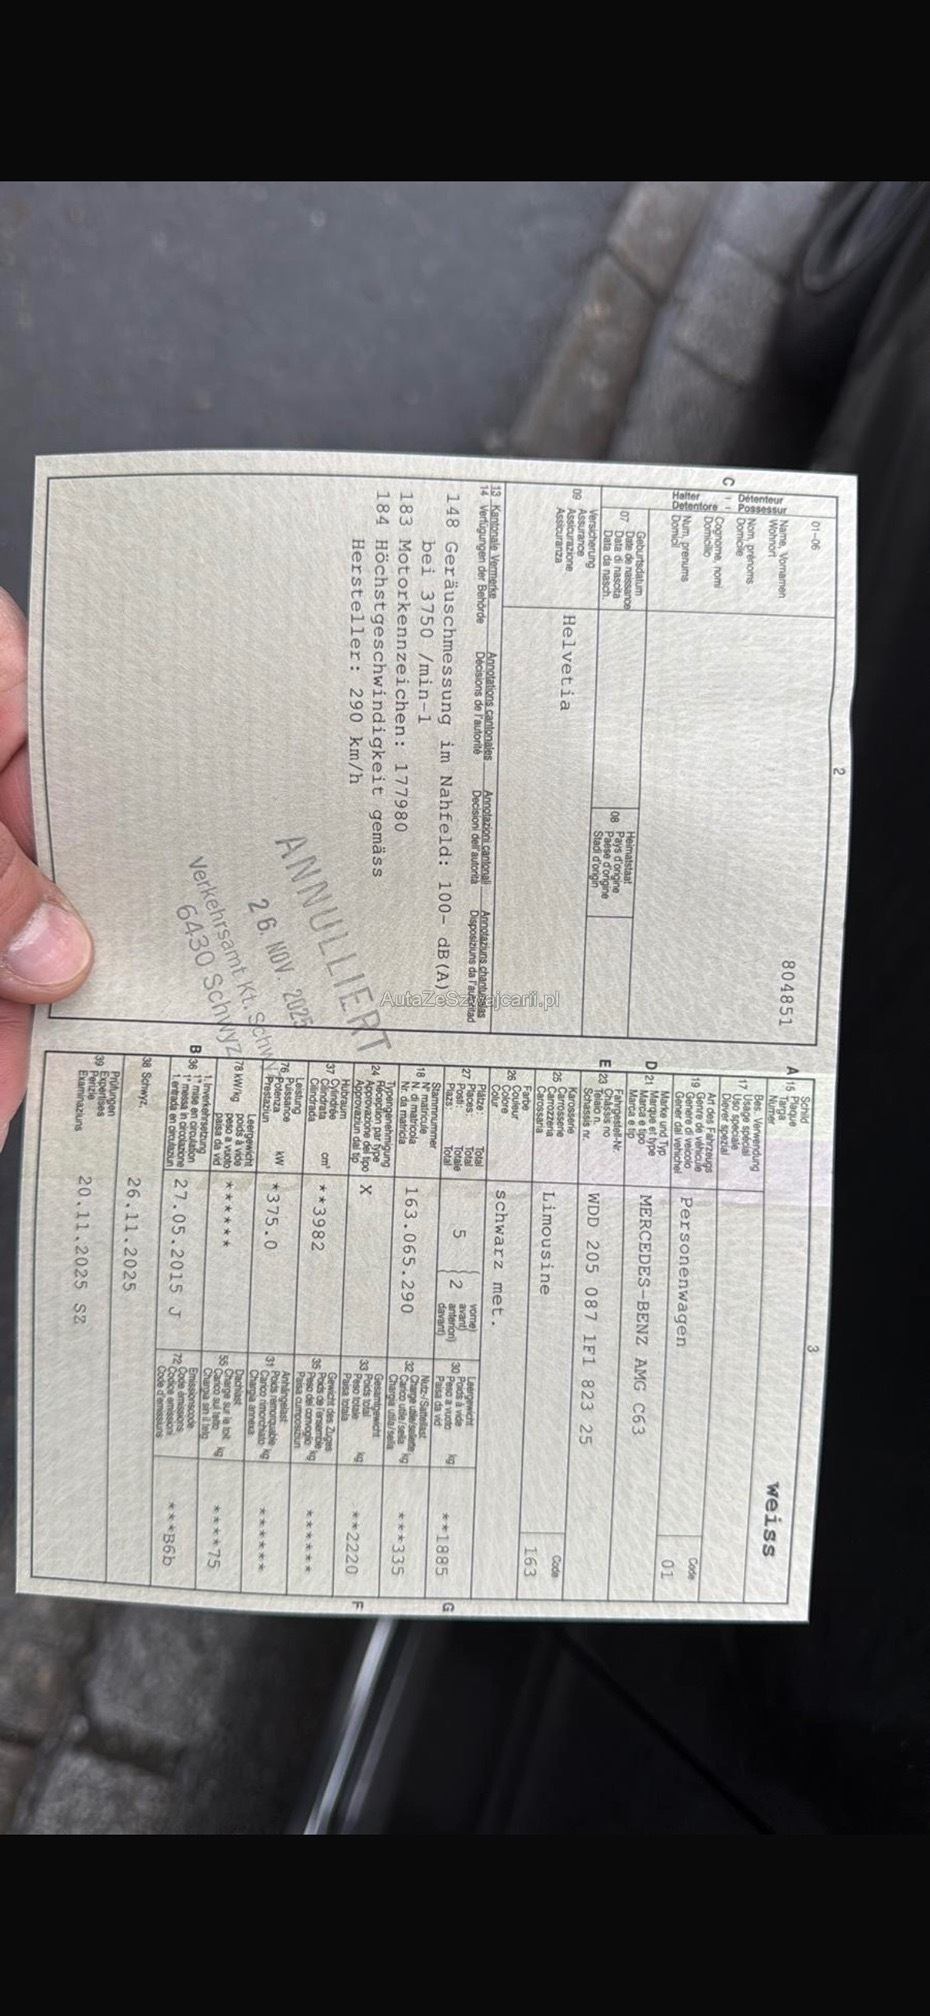 2
01-06
804851
C
Halter
Détenteur
Detentore
Possessur
Name, Vornamen
Wohnort
Nom, prénoms
Domicile
Cognome, nomi
Domicilio
Num, prenums
Domicil
07
Geburtsdatum
Date de naissance
Data di nascita
Data da nasch.
08
Heimatstaat
Pays d'origine
Paese d'origine
Stadi d'origin
09
Versicherung
Assurance
Assicurazione
Assicuranza
Helvetia
13 Kantonale Vermerke Annotations cantonales Annotazioni cantonali Annotaziuns chantunalas
14 Verfügungen der Behörde Décisions de l'autorité Decisioni dell'autorità Disposiziuns da l'autoritad
148 Geräuschmessung im Nahfeld: 100- dB(A)
bei 3750 /min-1
183 Motorkennzeichen: 177980
184 Höchstgeschwindigkeit gemäss
Hersteller: 290 km/h
ANNULLIERT
26. NOV. 2025
Verkehrsamt Kt. Schwyz
6430 Schwyz
AutaZeSzwajcarii.pl
3
A 15
Schild
Plaque
Targa
Numer
weiss
17
Bes. Verwendung
Usage spécial
Uso speciale
Diever spezial
19
Art des Fahrzeugs
Genre de véhicule
Genere di veicolo
Gener dal vehichel
Personenwagen
Code
01
D 21
Marke und Typ
Marque et type
Marca e tipo
Marca e tip
MERCEDES-BENZ AMG C63
E 23
Fahrgestell-Nr.
Châssis no
Telaio n.
Schassis nr.
WDD 205 087 1F1 823 25
25
Karosserie
Carrosserie
Carrozzeria
Carrossaria
Limousine
Code
163
26
Farbe
Couleur
Colore
Colur
schwarz met.
27
Plätze: Total
Places: Total
Posti: Totale
Plazs: Total
5
2
vorne)
avant)
anteriori)
davant)
30
Leergewicht
Poids à vide
Peso a vuoto
Paisa da vid
kg
**1885
G
18
Stammnummer
N° matricule
N. di matricola
Nr. da matricla
163.065.290
32
Nutz-/Sattellast
Charge utile/sellette
Carico utile/sella
Chargia utila/sella
kg
***335
24
Typengenehmigung
Réception par type
Approvazione del tipo
Approvaziun dal tip
X
33
Gesamtgewicht
Poids total
Peso totale
Paisa totala
kg
**2220
F
37
Hubraum
Cylindrée
Cilindrata
Cilindrada
cm³
**3982
35
Gewicht des Zuges
Poids de l'ensemble
Peso del convoglio
Paisa cumposiziun
kg
******
76
Leistung
Puissance
Potenza
Prestaziun
kW
*375.0
31
Anhängelast
Poids remorquable
Carico rimorchiato
Chargia annexa
kg
******
78 kW/kg
Leergewicht
poids à vide
peso a vuoto
paisa da vid
******
55
Dachlast
Charge sur le toit
Carico sul tetto
Chargia sin il tetg
kg
****75
B 36
1. Inverkehrsetzung
1re mise en circulation
1a messa in circolazione
1. entrada en circulaziun
27.05.2015 J
72
Emissionscode
Code émissions
Codice emissioni
Code d'emissiuns
***B6b
38 Schwyz,
26.11.2025
39
Prüfungen
Expertises
Perizie
Examinaziuns
20.11.2025 SZ